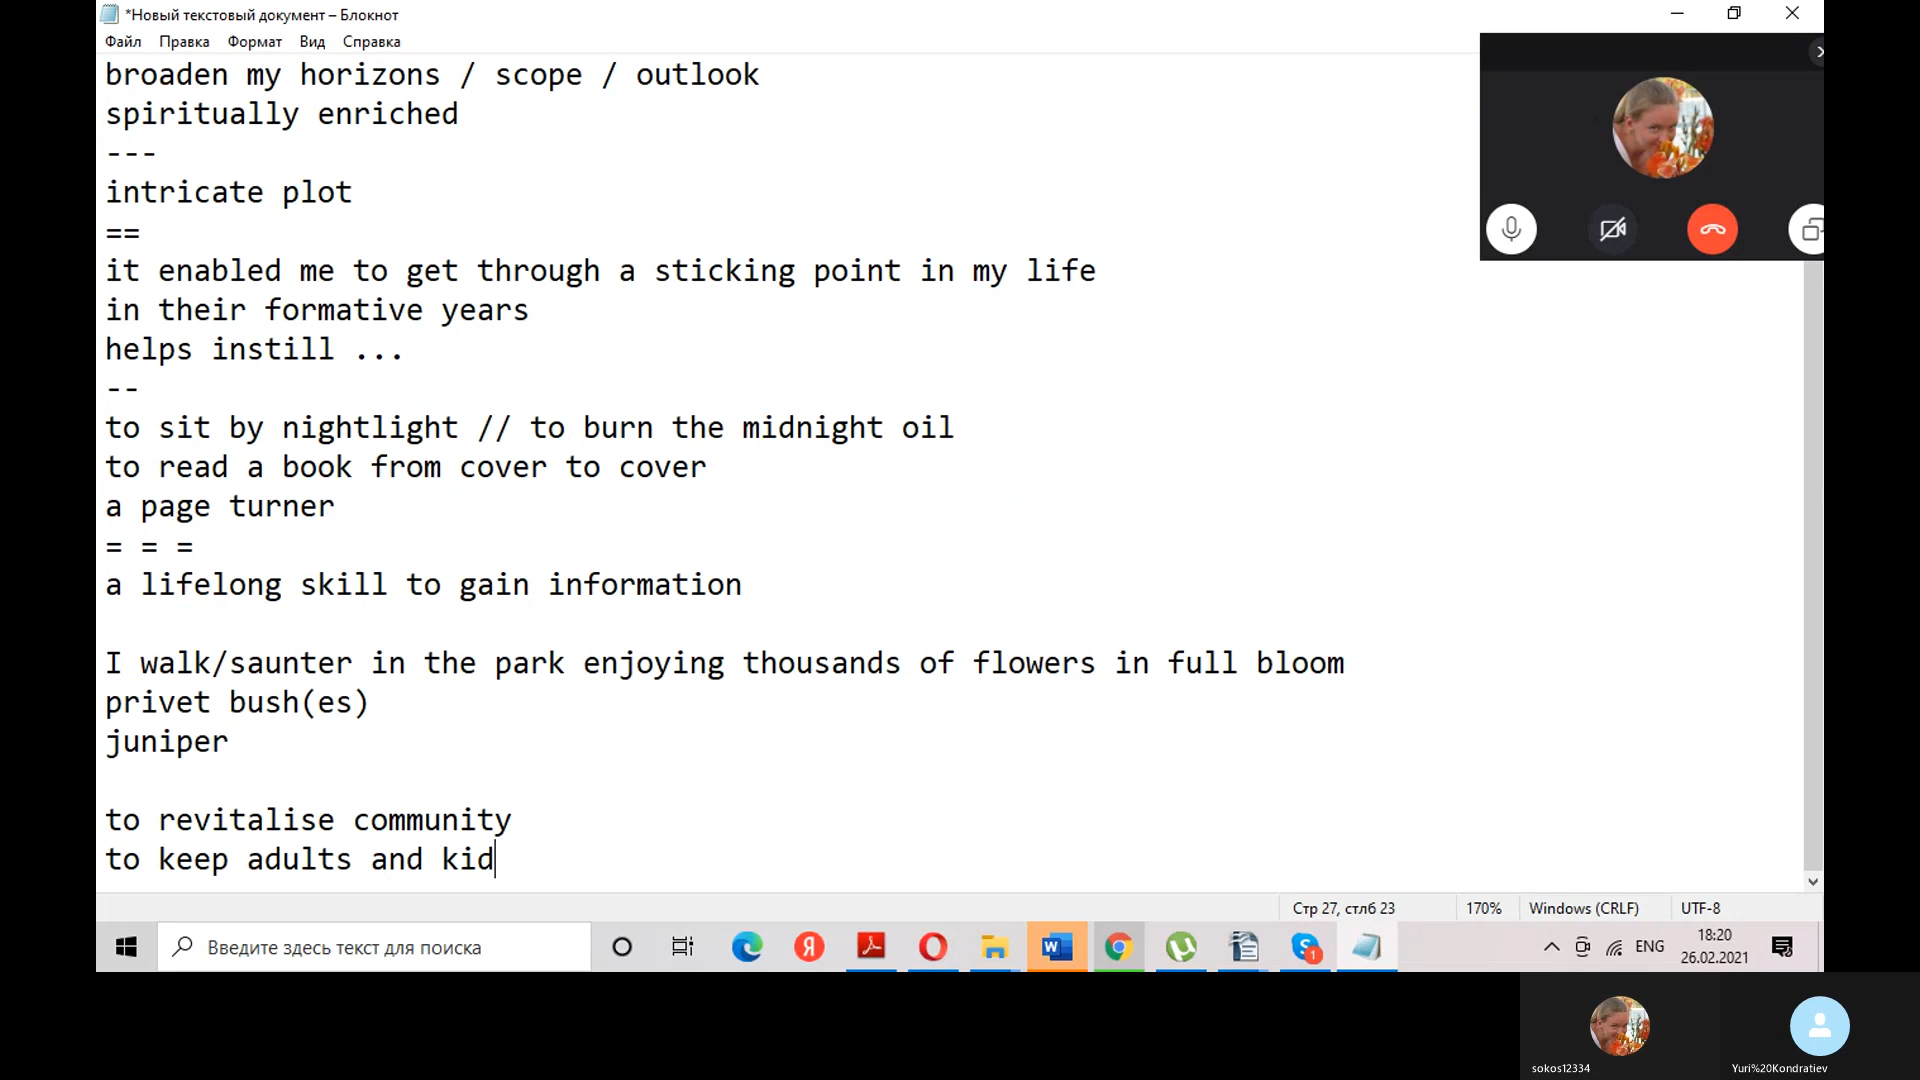 *Новый текстовый документ – Блокнот
Файл Правка Формат Вид Справка
broaden my horizons / scope / outlook
spiritually enriched
---
intricate plot
==
it enabled me to get through a sticking point in my life
in their formative years
helps instill ...
--
to sit by nightlight // to burn the midnight oil
to read a book from cover to cover
a page turner
= = =
a lifelong skill to gain information
I walk/saunter in the park enjoying thousands of flowers in full bloom
privet bush(es)
juniper
to revitalise community
to keep adults and kid
Стр 27, стлб 23 170% Windows (CRLF) UTF-8
Введите здесь текст для поиска
Я
W
1
ENG
18:20
26.02.2021
sokos12334
Yuri%20Kondratiev